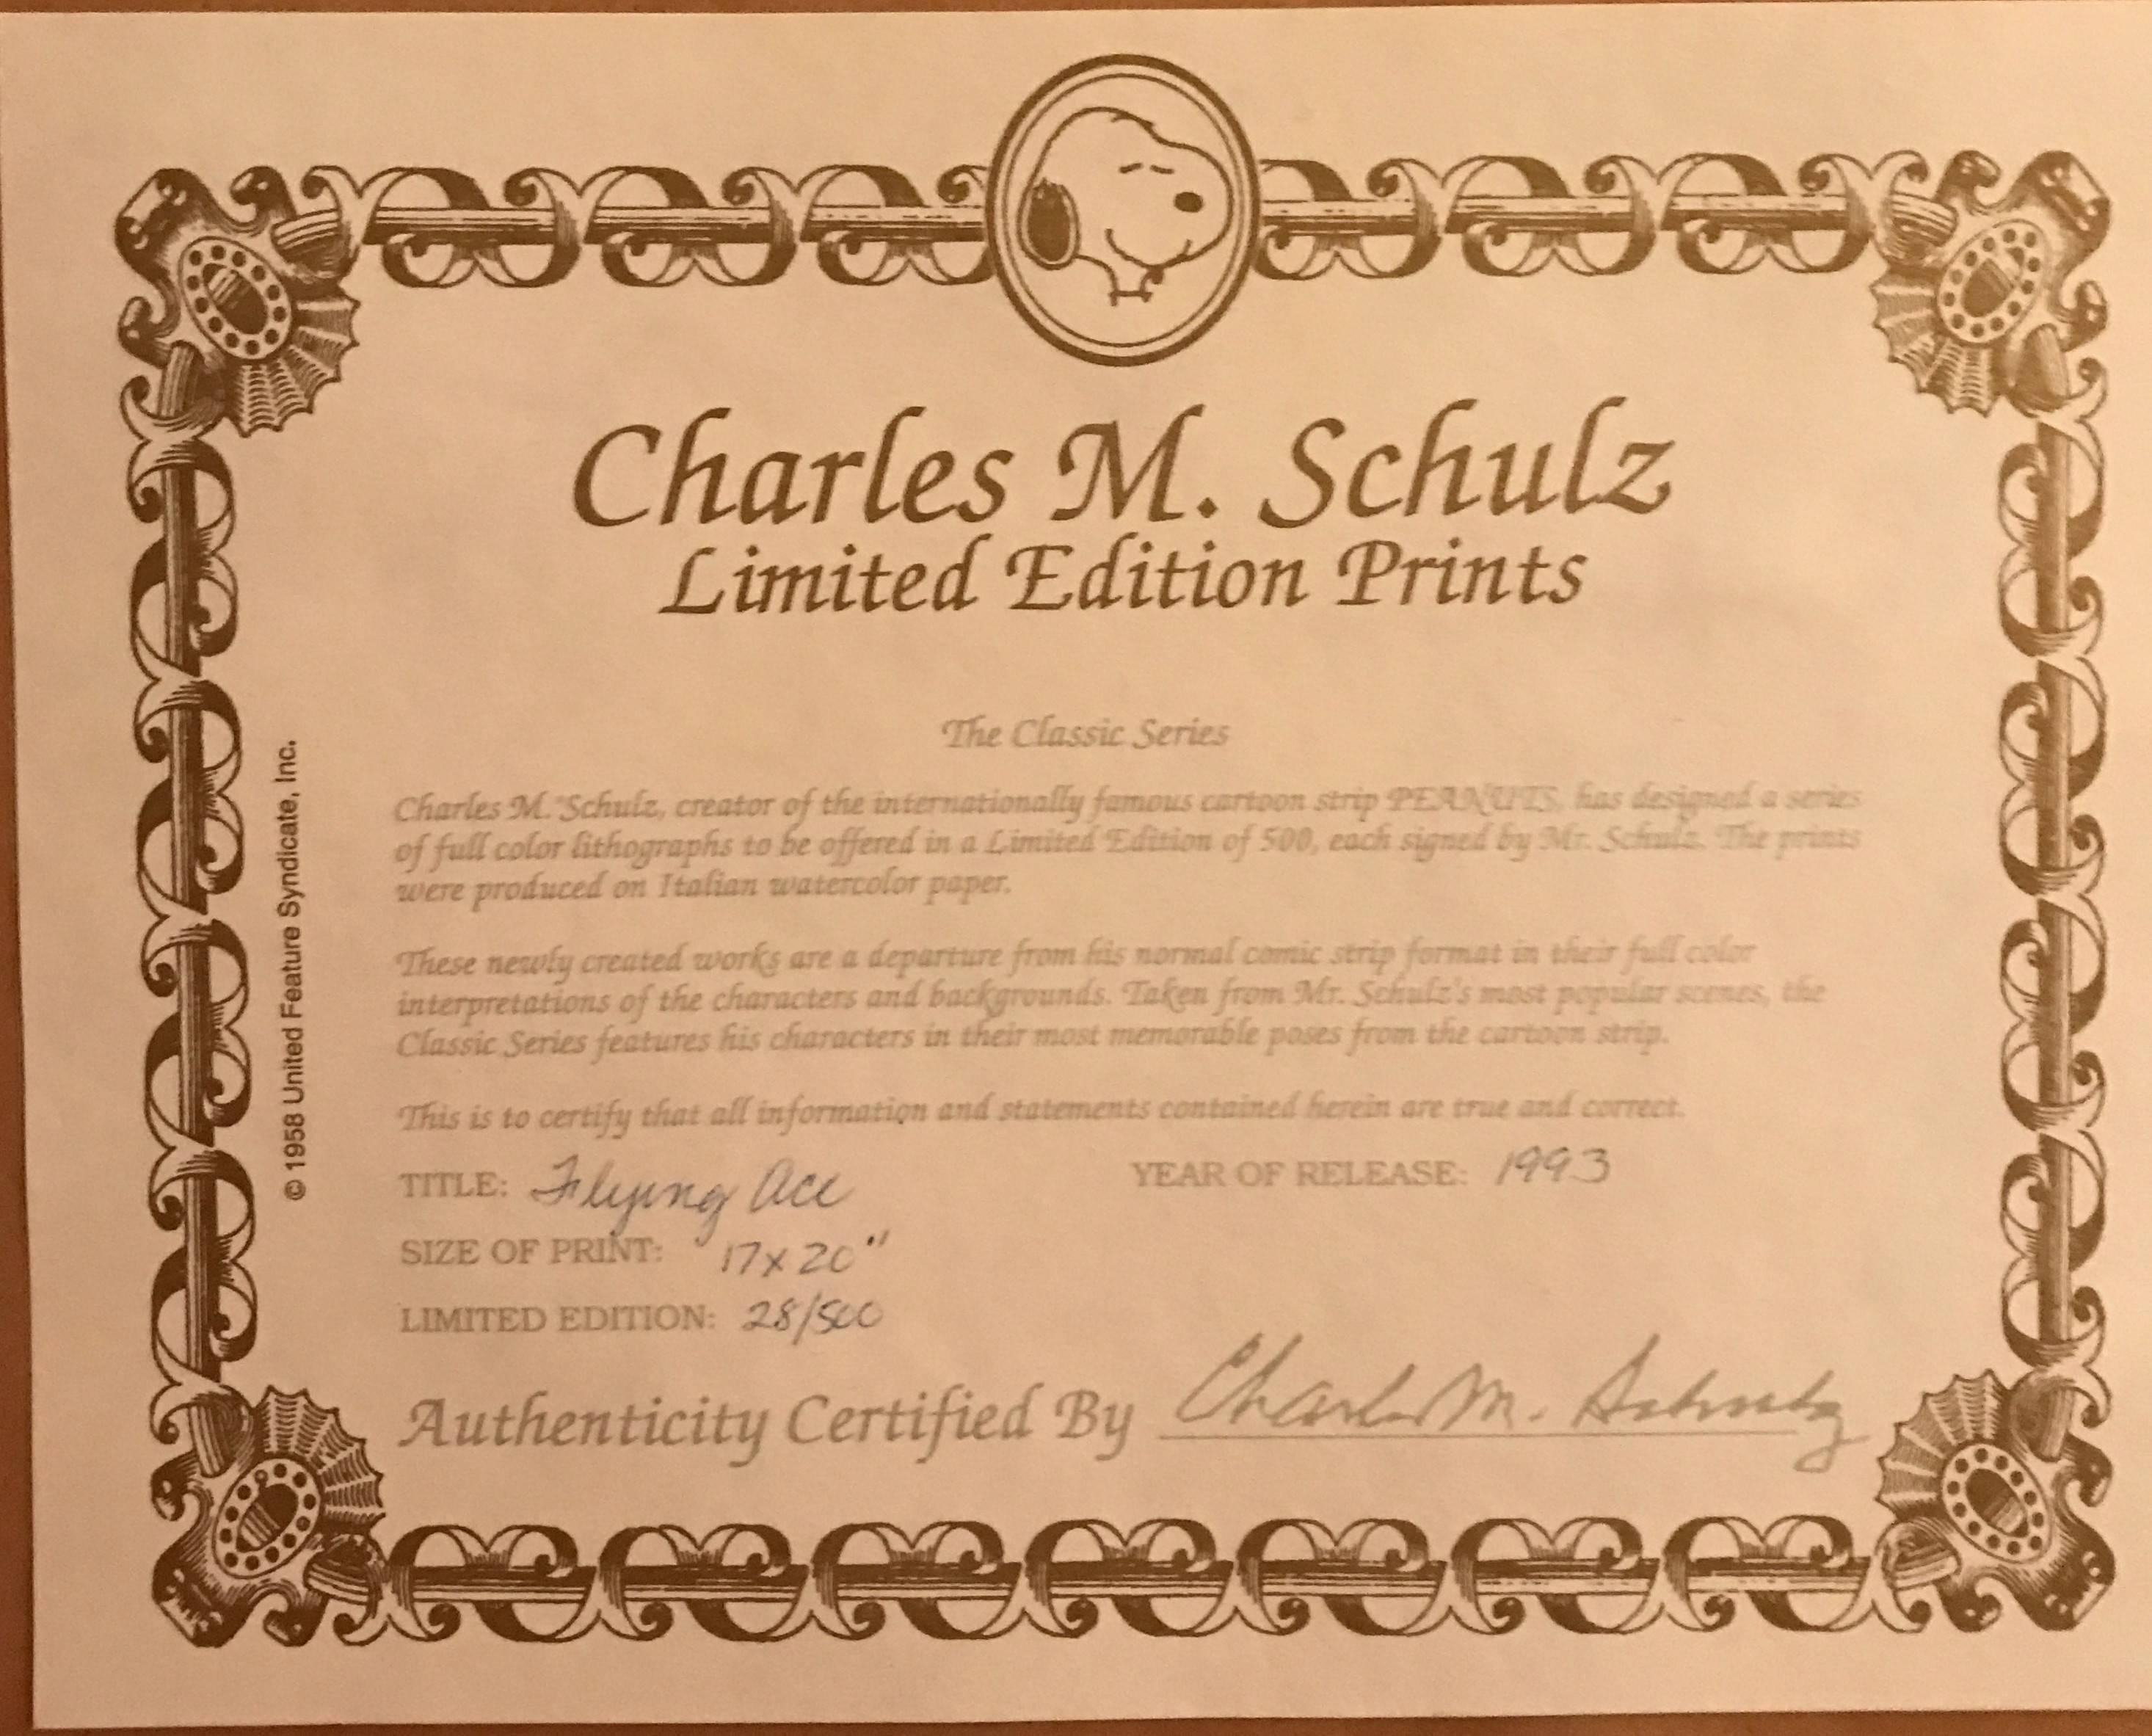 Charles M. Schulz
Limited Edition Prints
The Classic Series
Charles M. Schulz, creator of the internationally famous cartoon strip PEANUTS, has designed a series
of full color lithographs to be offered in a Limited Edition of 500, each signed by Mr. Schulz. The prints
were produced on Italian watercolor paper.
These newly created works are a departure from his normal comic strip format in their full color
interpretations of the characters and backgrounds. Taken from Mr. Schulz's most popular scenes, the
Classic Series features his characters in their most memorable poses from the cartoon strip.
This is to certify that all information and statements contained herein are true and correct.
TITLE: Flying Ace YEAR OF RELEASE: 1993
SIZE OF PRINT: 17x20"
LIMITED EDITION: 28/500
Authenticity Certified By Charles M. Schulz
© 1958 United Feature Syndicate, Inc.